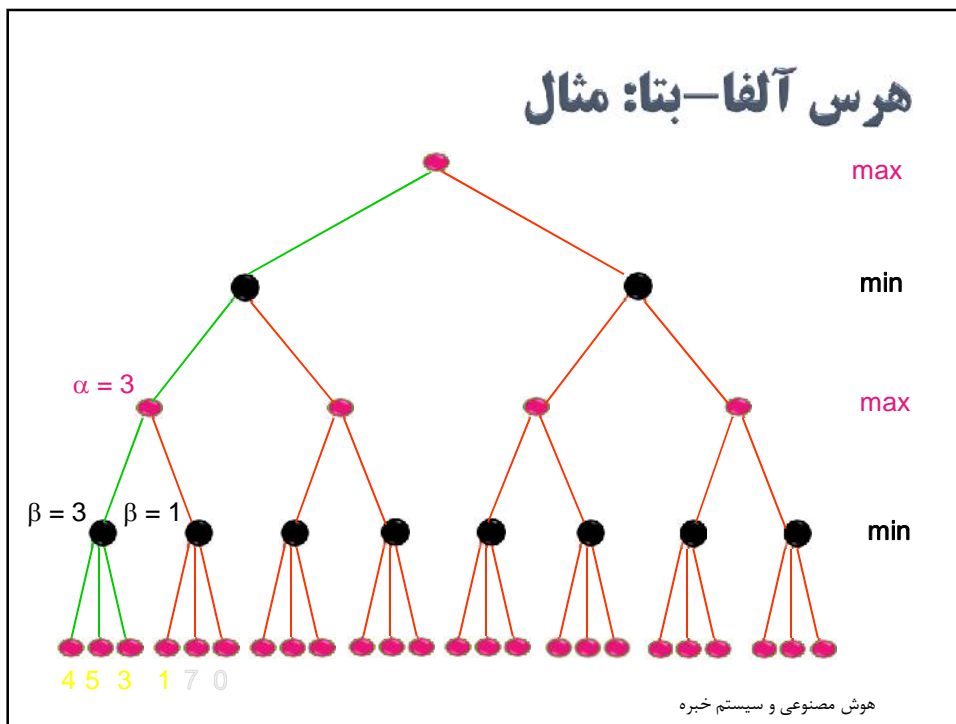 هرس آلفا–بتا: مثال
max
min
α = 3
max
β = 3 β = 1
min
4 5 3 1 7 0
هوش مصنوعی و سیستم خبره